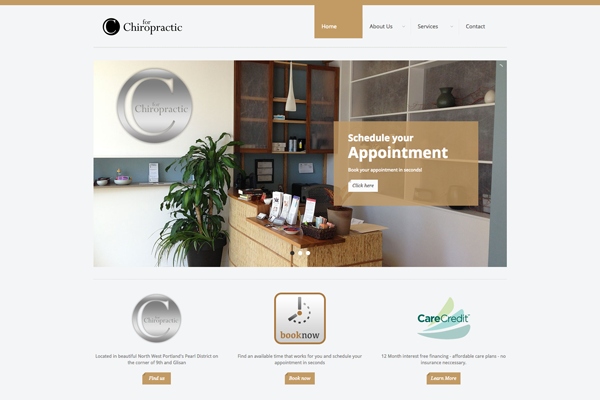 for
Chiropractic
Home
About Us
Services
Contact
C
for
Chiropractic
Schedule your
Appointment
Book your appointment in seconds!
Click here
for
Chiropractic
booknow
CareCredit
Located in beautiful North West Portland's Pearl District
on the corner of 9th and Glisan
Find an available time that works for you and schedule your
appointment in seconds
12 Month interest free financing - affordable care plans - no
interest neccessary.
Find us
Book now
Learn More